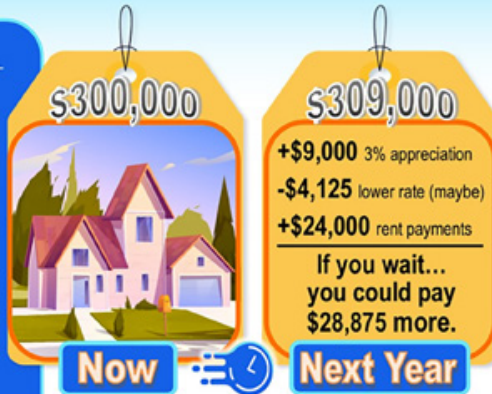 $300,000
Now
$309,000
+$9,000 3% appreciation
-$4,125 lower rate (maybe)
+$24,000 rent payments
If you wait...
you could pay
$28,875 more.
Next Year